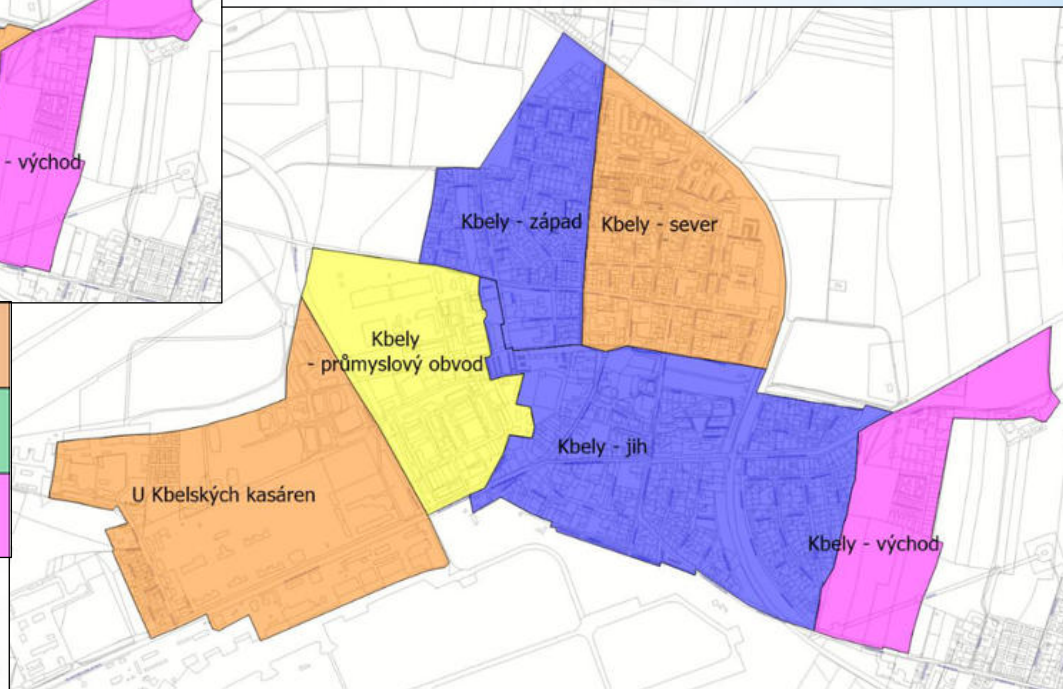 - východ
Kbely - západ
Kbely - sever
Kbely
- průmyslový obvod
Kbely - jih
U Kbelských kasáren
Kbely - východ